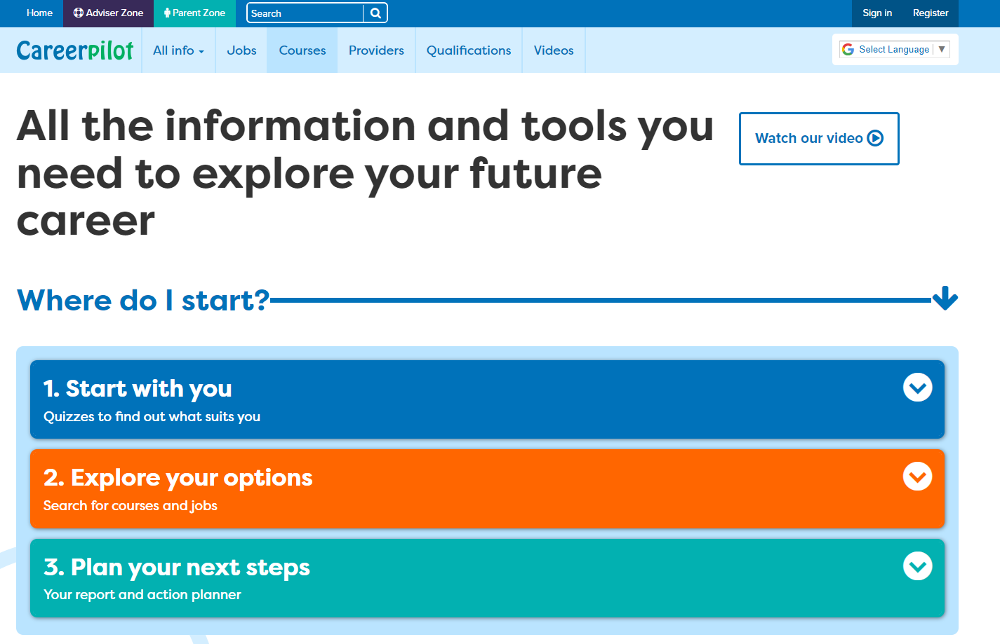 Home
Adviser Zone
Parent Zone
Search
Sign in
Register
Careerpilot
All info
Jobs
Courses
Providers
Qualifications
Videos
G Select Language
All the information and tools you
need to explore your future
career
Watch our video
Where do I start?
1. Start with you
Quizzes to find out what suits you
2. Explore your options
Search for courses and jobs
3. Plan your next steps
Your report and action planner